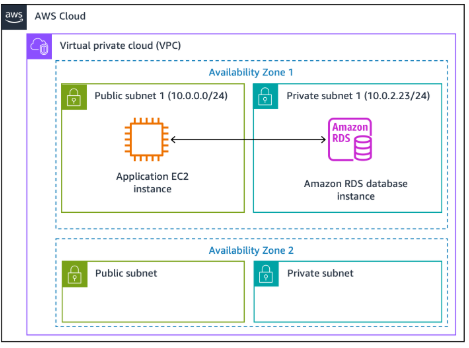 aws
AWS Cloud
Virtual private cloud (VPC)
Availability Zone 1
Public subnet 1 (10.0.0.0/24)
Private subnet 1 (10.0.2.23/24)
Amazon
RDS
Application EC2
instance
Amazon RDS database
instance
Availability Zone 2
Public subnet
Private subnet